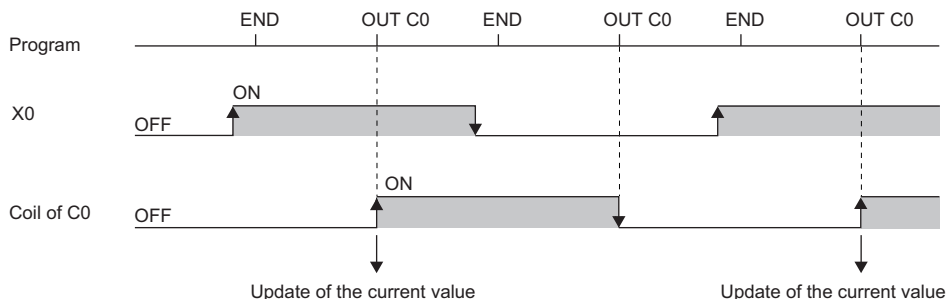 END OUT C0 END OUT C0 END OUT C0
Program
ON
X0
OFF
ON
Coil of C0 OFF
Update of the current value Update of the current value